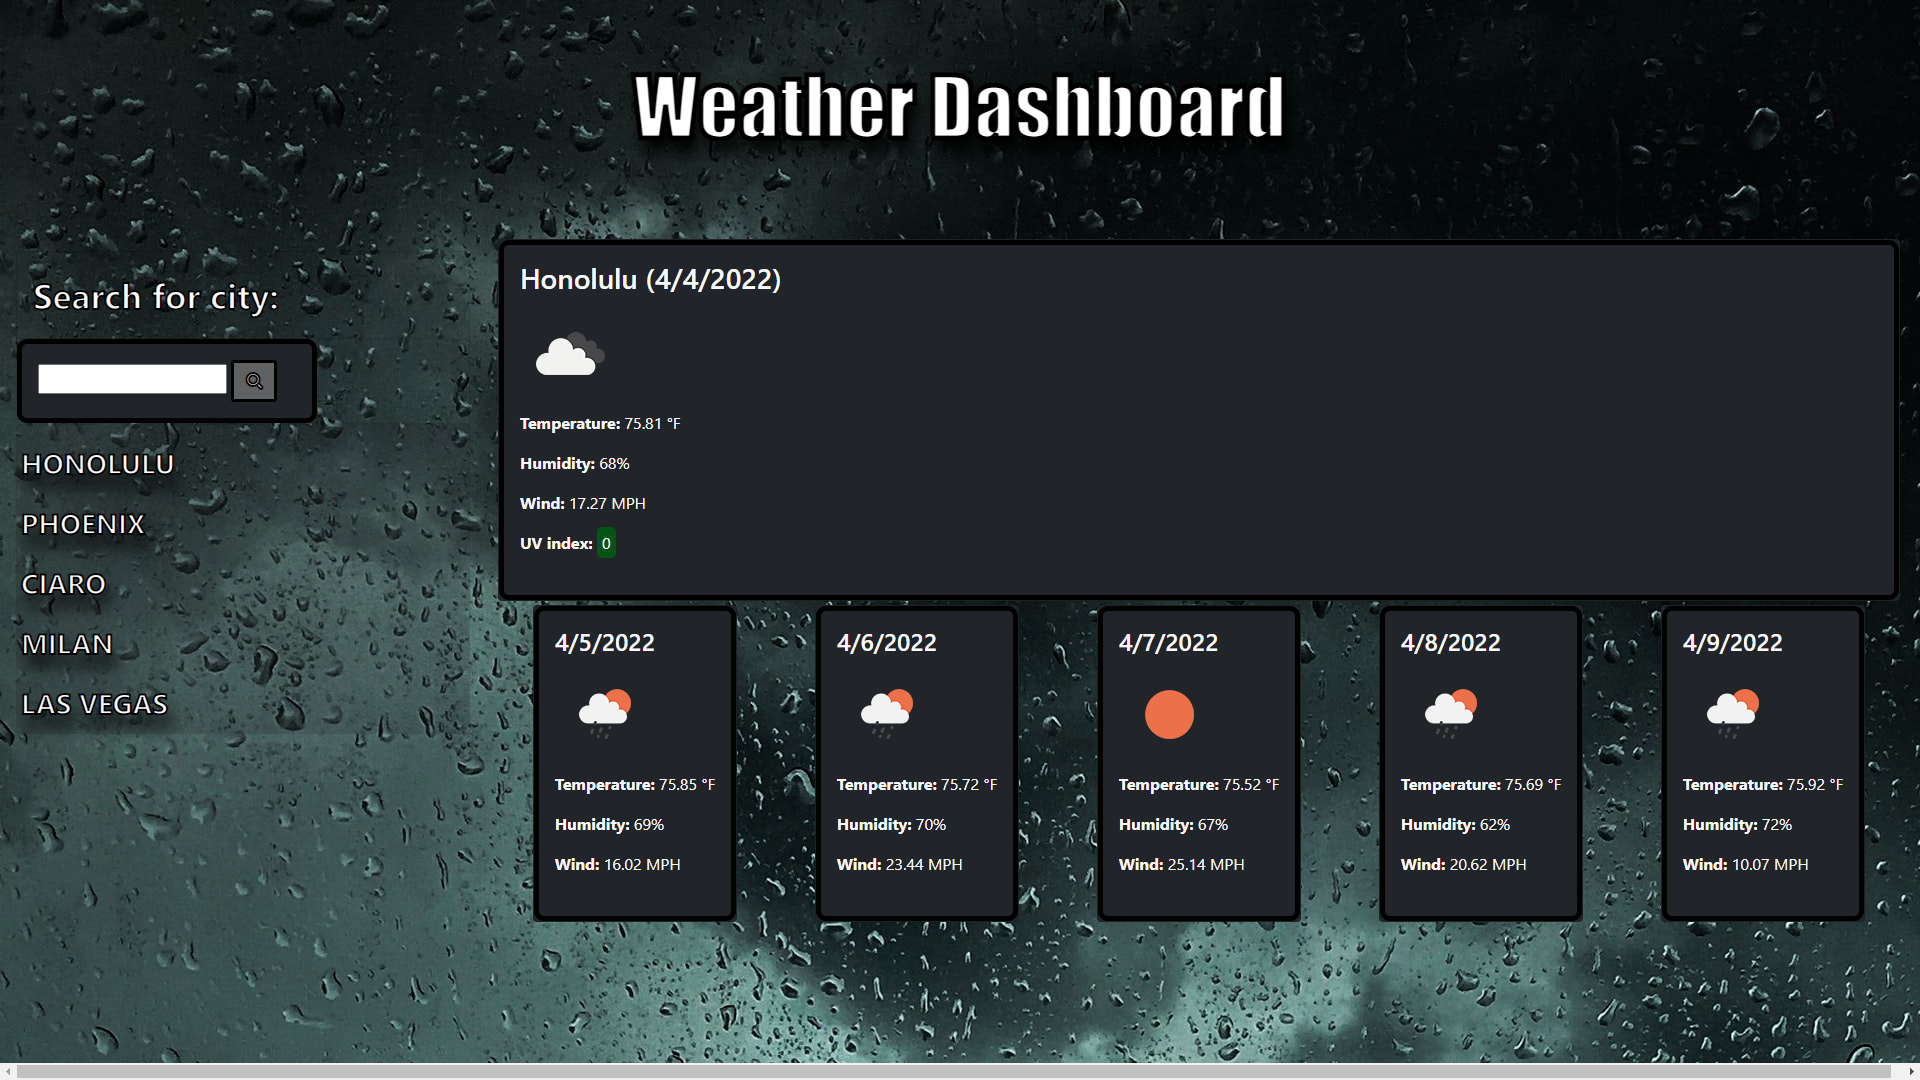 Weather Dashboard
Search for city:
HONOLULU
PHOENIX
CIARO
MILAN
LAS VEGAS
Honolulu (4/4/2022)
Temperature: 75.81 °F
Humidity: 68%
Wind: 17.27 MPH
UV index: 0
4/5/2022
Temperature: 75.85 °F
Humidity: 69%
Wind: 16.02 MPH
4/6/2022
Temperature: 75.72 °F
Humidity: 70%
Wind: 23.44 MPH
4/7/2022
Temperature: 75.52 °F
Humidity: 67%
Wind: 25.14 MPH
4/8/2022
Temperature: 75.69 °F
Humidity: 62%
Wind: 20.62 MPH
4/9/2022
Temperature: 75.92 °F
Humidity: 72%
Wind: 10.07 MPH